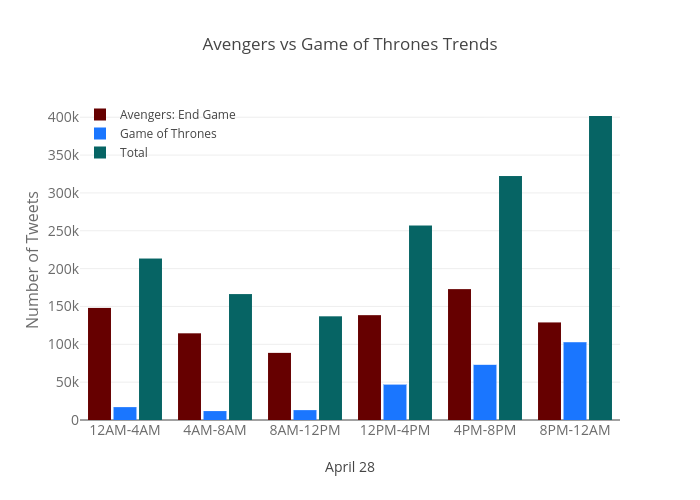 Avengers vs Game of Thrones Trends
Avengers: End Game
Game of Thrones
Total
Number of Tweets
400k
350k
300k
250k
200k
150k
100k
50k
0
12AM-4AM 4AM-8AM 8AM-12PM 12PM-4PM 4PM-8PM 8PM-12AM
April 28